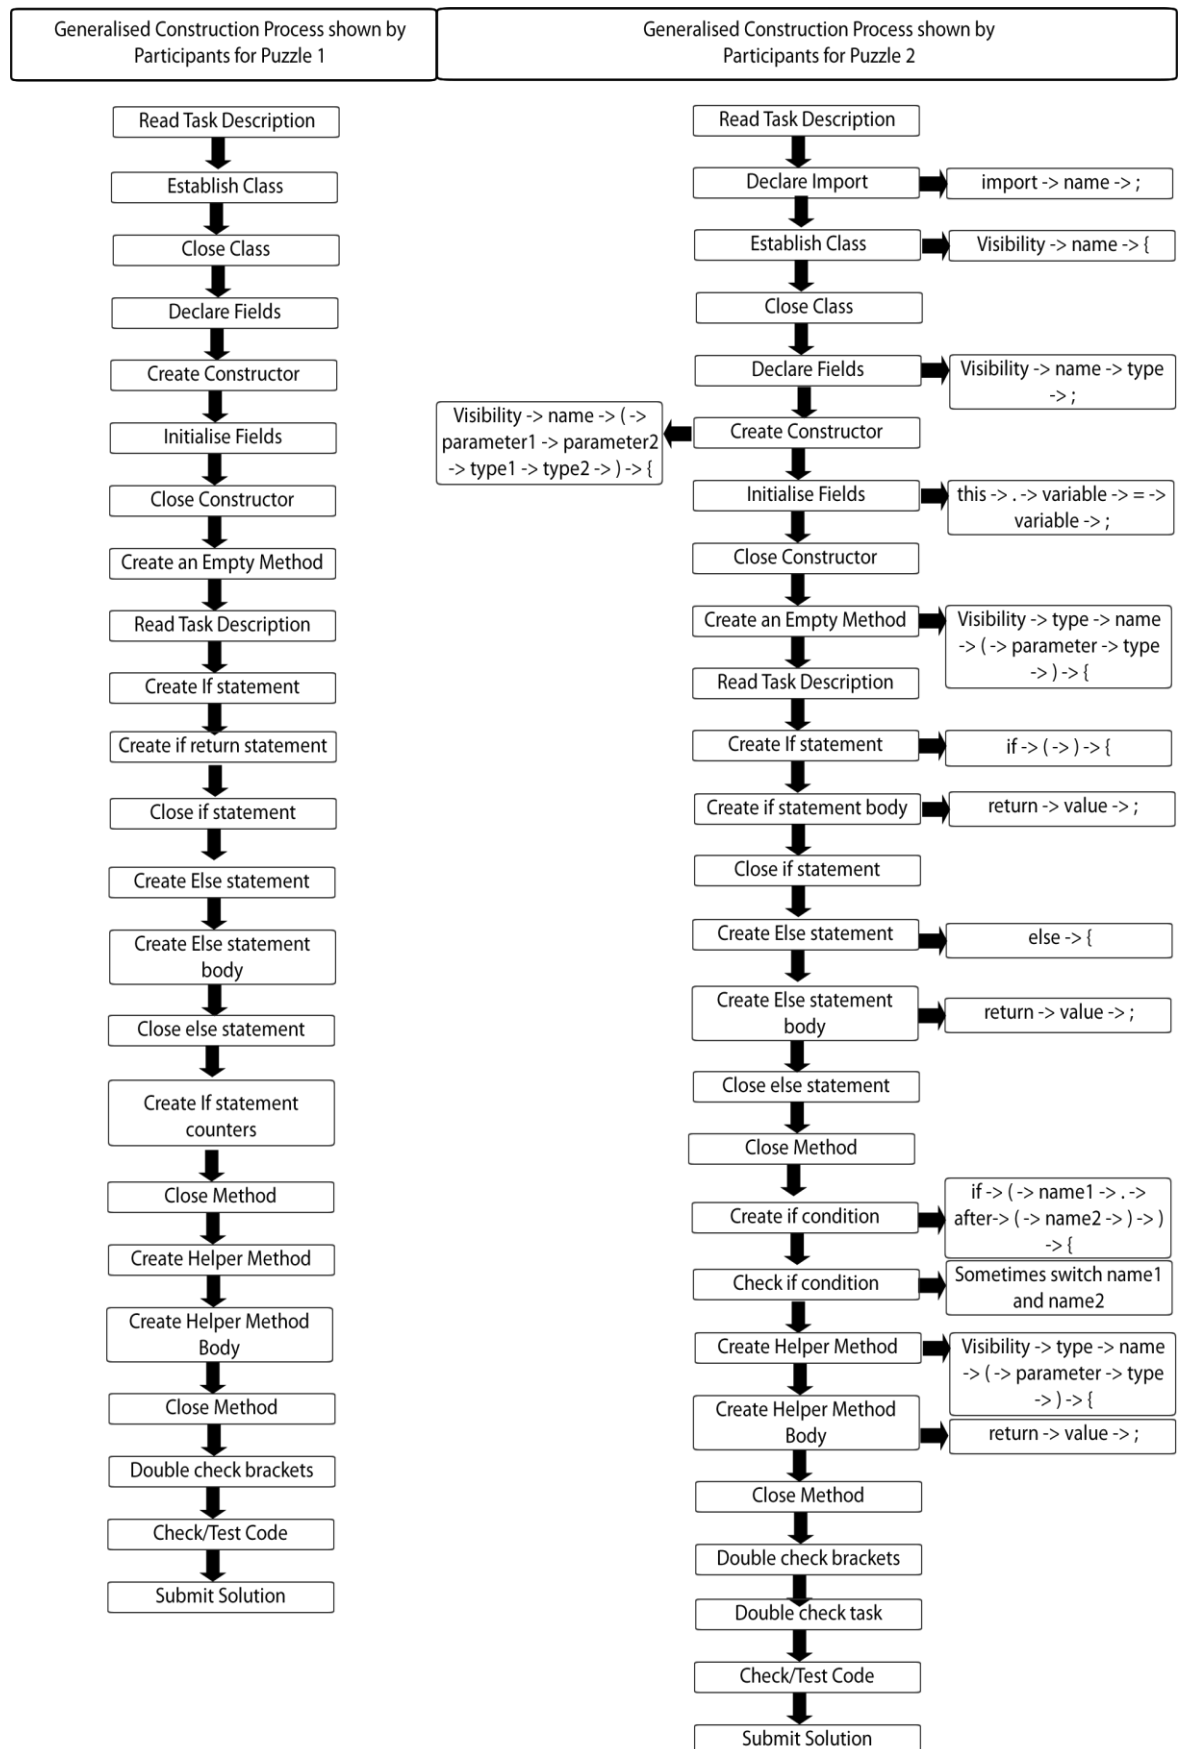 Generalised Construction Process shown by
Participants for Puzzle 1
Read Task Description
Establish Class
Close Class
Declare Fields
Create Constructor
Initialise Fields
Close Constructor
Create an Empty Method
Read Task Description
Create If statement
Create if return statement
Close if statement
Create Else statement
Create Else statement
body
Close else statement
Create If statement
counters
Close Method
Create Helper Method
Create Helper Method
Body
Close Method
Double check brackets
Check/Test Code
Submit Solution
Generalised Construction Process shown by
Participants for Puzzle 2
Read Task Description
Declare Import
import -> name -> ;
Establish Class
Visibility -> name -> {
Close Class
Declare Fields
Visibility -> name -> type
-> ;
Create Constructor
Visibility -> name -> ( ->
parameter1 -> parameter2
-> type1 -> type2 -> ) -> {
Initialise Fields
this -> . -> variable -> = ->
variable -> ;
Close Constructor
Create an Empty Method
Visibility -> type -> name
-> ( -> parameter -> type
-> ) -> {
Read Task Description
Create If statement
if -> ( -> ) -> {
Create if statement body
return -> value -> ;
Close if statement
Create Else statement
else -> {
Create Else statement
body
return -> value -> ;
Close else statement
Close Method
Create if condition
if -> ( -> name1 -> . ->
after-> ( -> name2 -> ) -> )
-> {
Check if condition
Sometimes switch name1
and name2
Create Helper Method
Visibility -> type -> name
-> ( -> parameter -> type
-> ) -> {
Create Helper Method
Body
return -> value -> ;
Close Method
Double check brackets
Double check task
Check/Test Code
Submit Solution